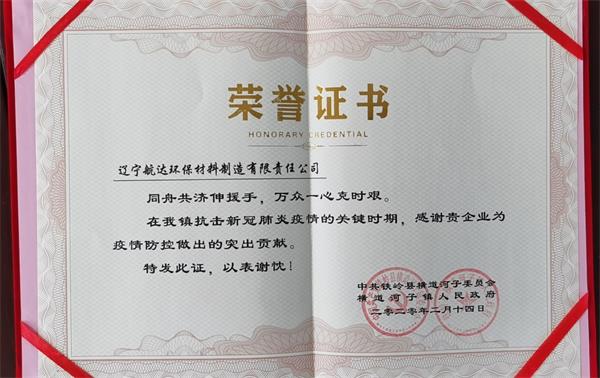 荣誉证书
HONORARY CREDENTIAL
辽宁航达环保材料制造有限责任公司
同舟共济伸援手，万众一心克时艰。
在我镇抗击新冠肺炎疫情的关键时期，感谢贵企业为
疫情防控做出的突出贡献。
特发此证，以表谢忱！
中共铁岭县横道河子委员会
横道河子镇人民政府
二零二零年二月十四日